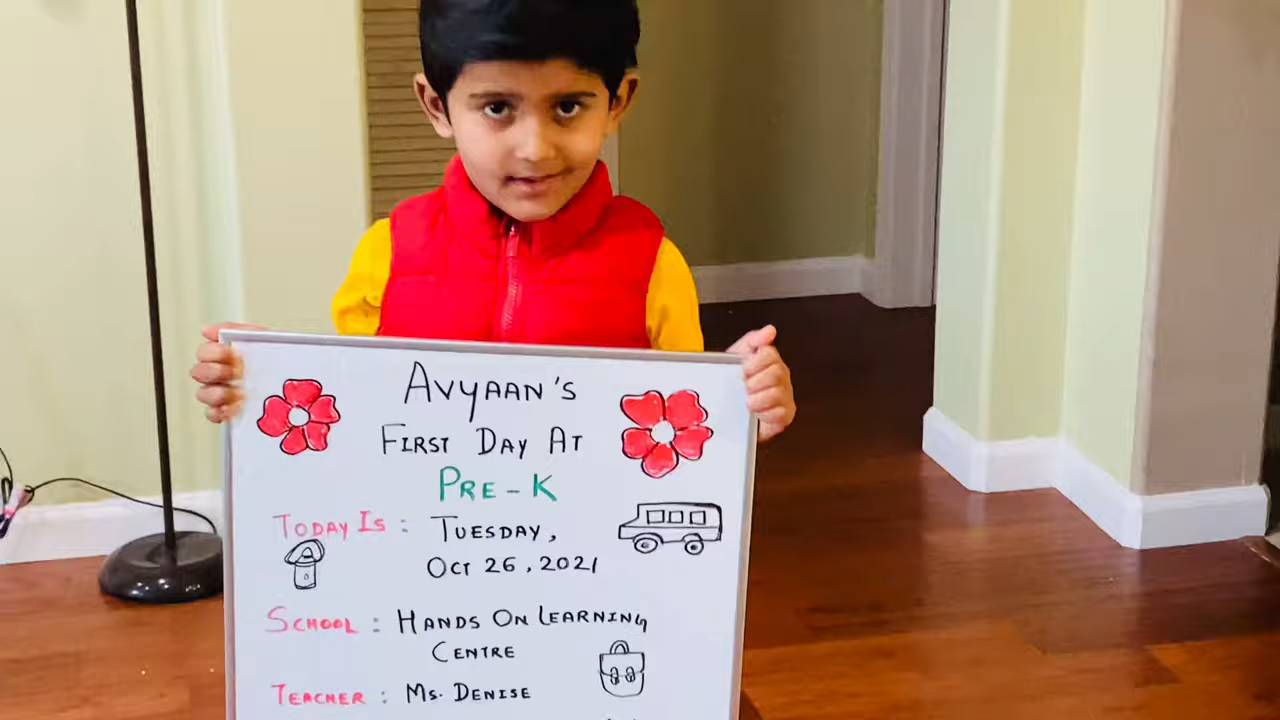 AVYAAN'S
FIRST DAY AT
PRE-K
TODAY IS : TUESDAY,
OCT 26, 2021
SCHOOL : HANDS ON LEARNING
CENTRE
TEACHER : MS. DENISE